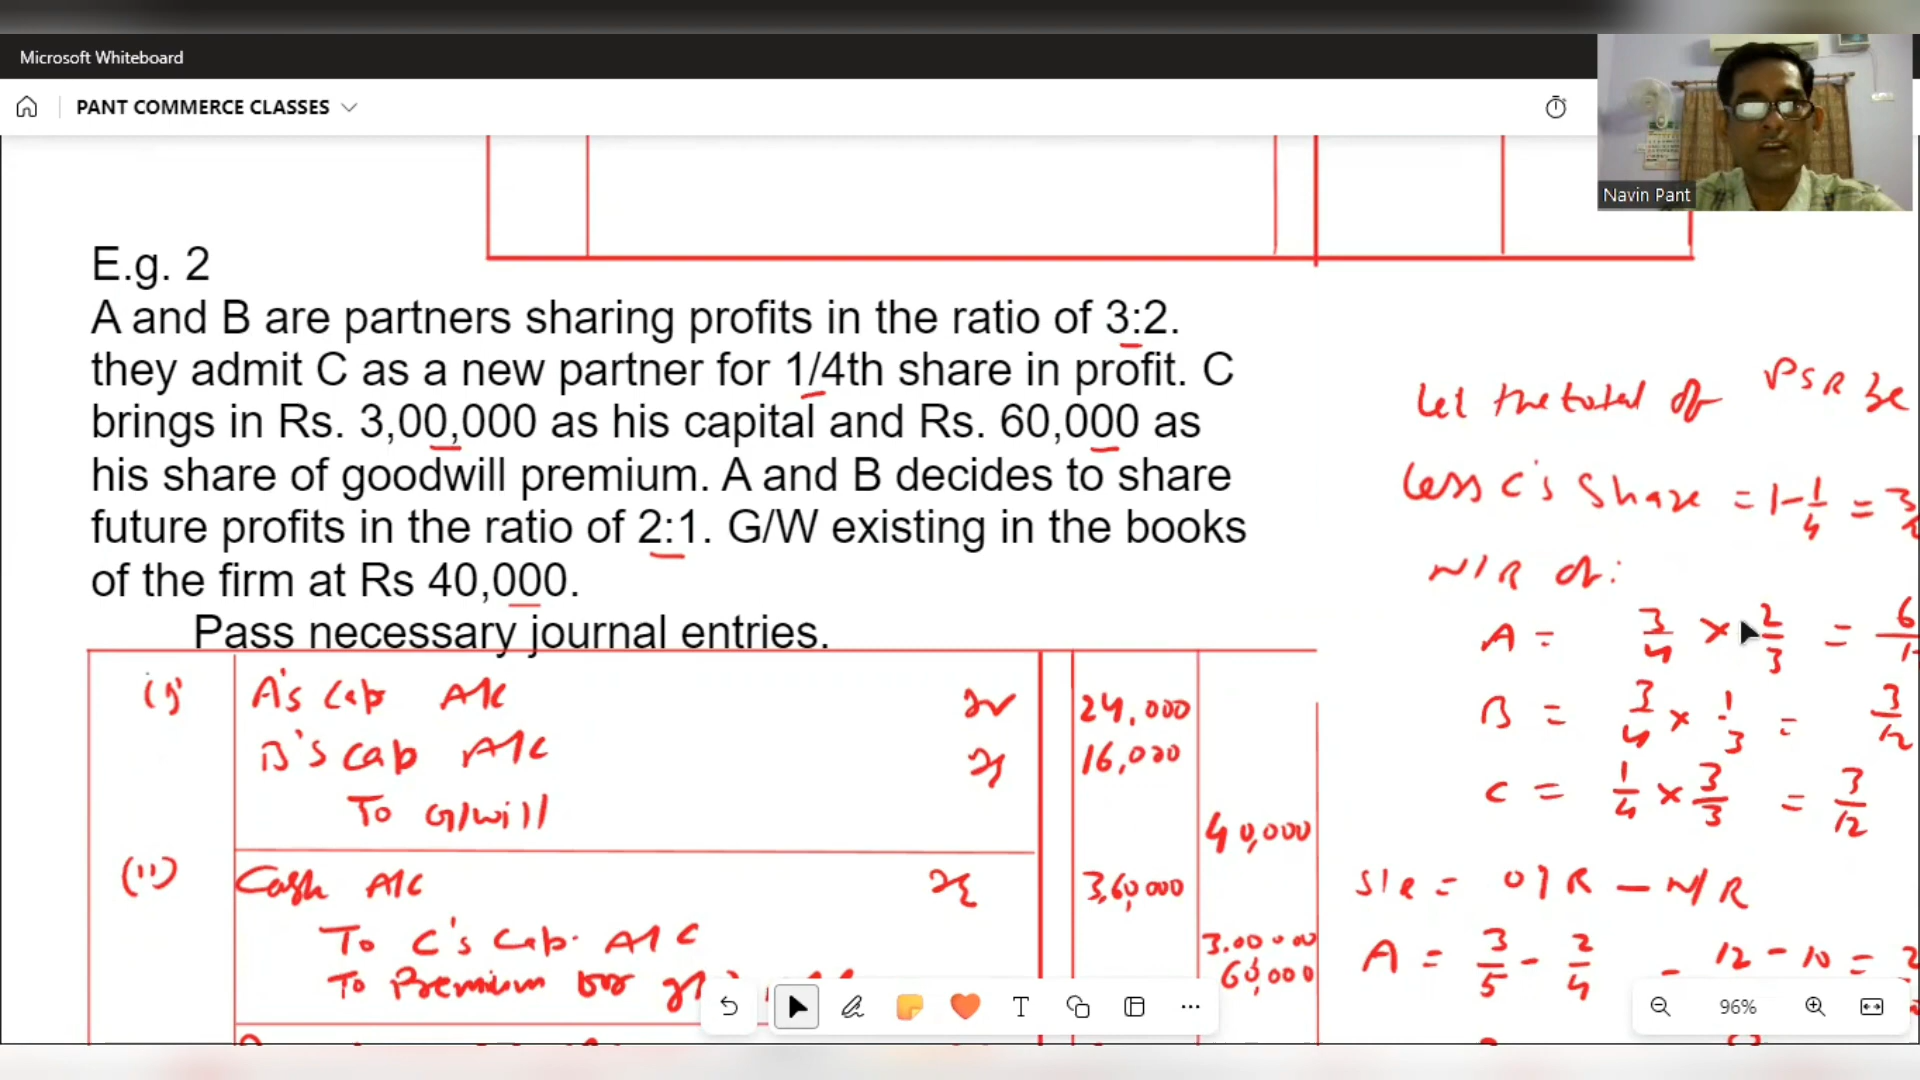 Microsoft Whiteboard
PANT COMMERCE CLASSES
Navin Pant
E.g. 2
A and B are partners sharing profits in the ratio of 3:2.
they admit C as a new partner for 1/4th share in profit. C
brings in Rs. 3,00,000 as his capital and Rs. 60,000 as
his share of goodwill premium. A and B decides to share
future profits in the ratio of 2:1. G/W existing in the books
of the firm at Rs 40,000.
Pass necessary journal entries.
(i) A's Cap A/c Dr 24,000
B's Cap A/c Dr 16,000
To G/will 40,000
(ii) Cash A/c Dr 3,60,000
To C's Cap. A/C 3,00,000
To Premium for 60,000
Let the total of PSR be
Less C's Share = 1-1/4 = 3
N/R of:
A = 3/4 × 2/3 = 6
B = 3/4 × 1/3 = 3/12
C = 1/4 × 3/3 = 3/12
S/R = O/R - N/R
A = 3/5 - 2/4 = 12-10 = 2
96%